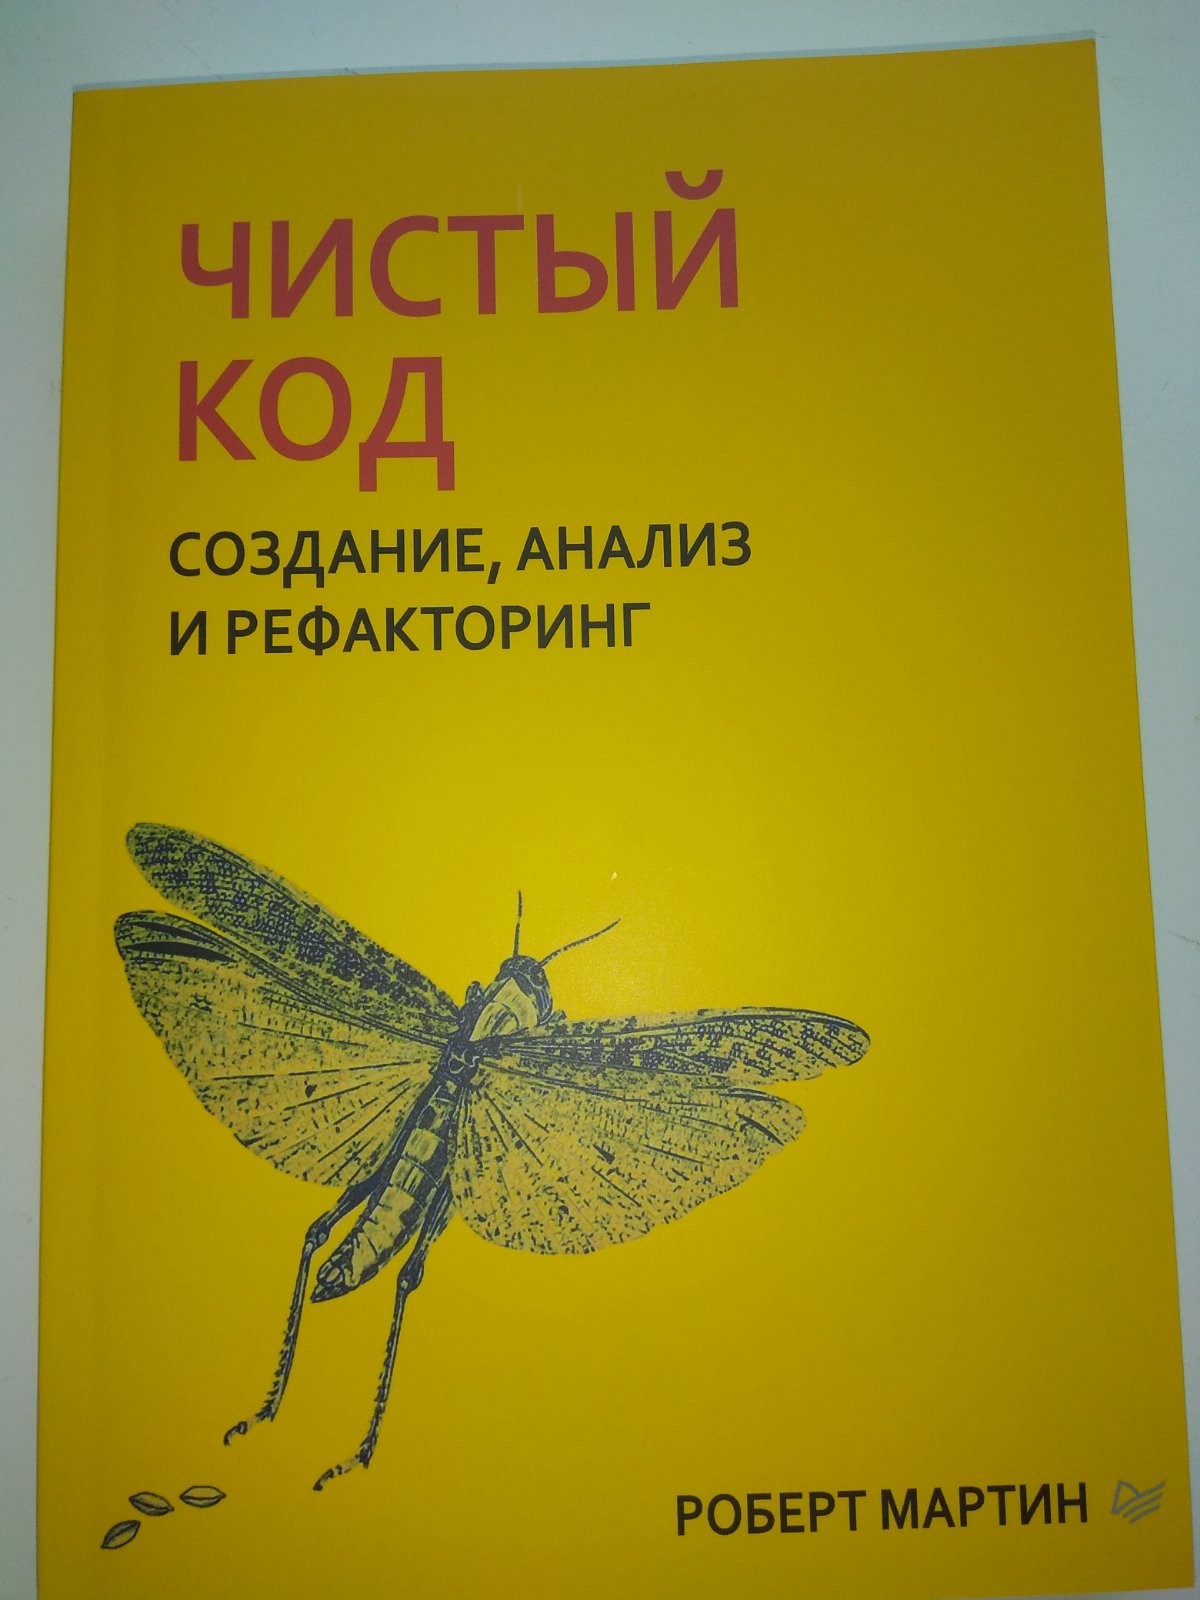 ЧИСТЫЙ
КОД
СОЗДАНИЕ, АНАЛИЗ
И РЕФАКТОРИНГ
РОБЕРТ МАРТИН